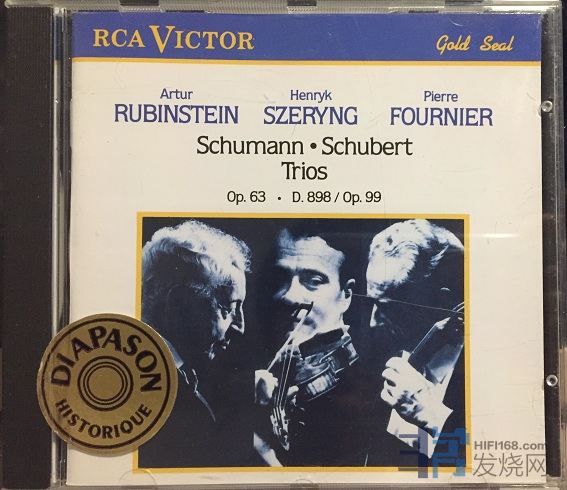 RCA VICTOR
Gold Seal
Artur
RUBINSTEIN
Henryk
SZERYNG
Pierre
FOURNIER
Schumann • Schubert
Trios
Op. 63 • D. 898 / Op. 99
DIAPASON
HISTORIQUE
HIFI168.com
发烧网